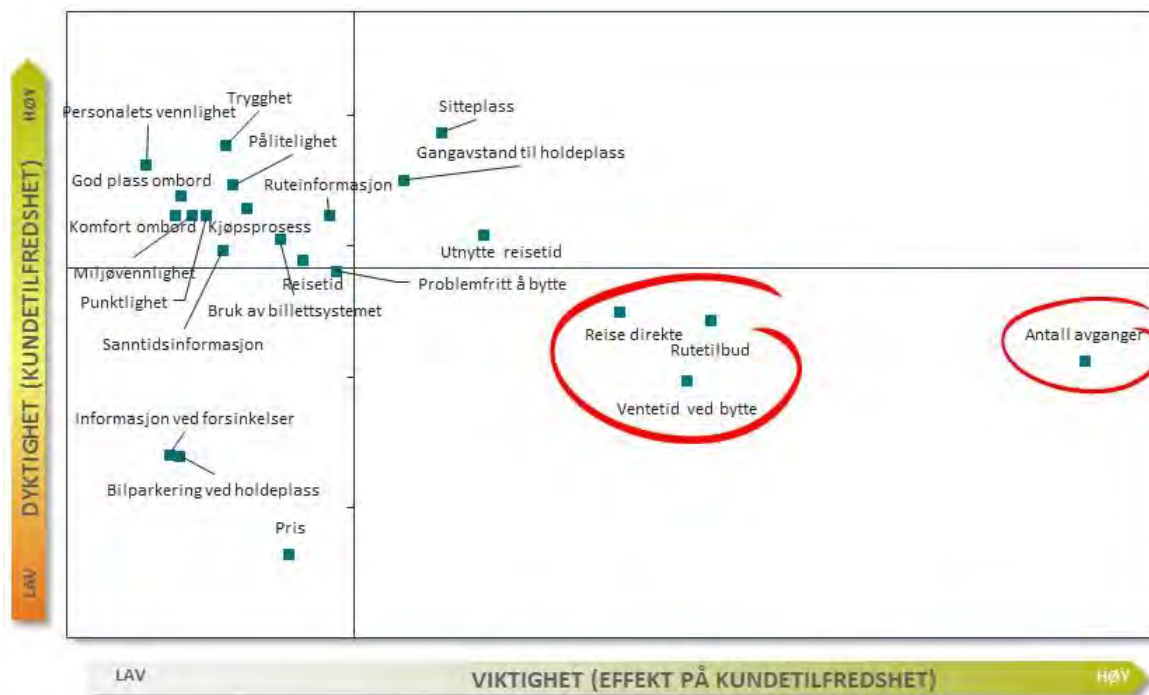 HØY
DYKTIGHET (KUNDETILFREDSHET)
LAV
Personalets vennlighet
Trygghet
Sitteplass
Pålitelighet
Gangavstand til holdeplass
God plass ombord
Ruteinformasjon
Komfort ombord
Kjøpsprosess
Utnytte reisetid
Miljøvennlighet
Reisetid
Problemfritt å bytte
Punktlighet
Bruk av billettsystemet
Sanntidsinformasjon
Reise direkte
Rutetilbud
Antall avganger
Ventetid ved bytte
Informasjon ved forsinkelser
Bilparkering ved holdeplass
Pris
LAV
VIKTIGHET (EFFEKT PÅ KUNDETILFREDSHET)
HØY